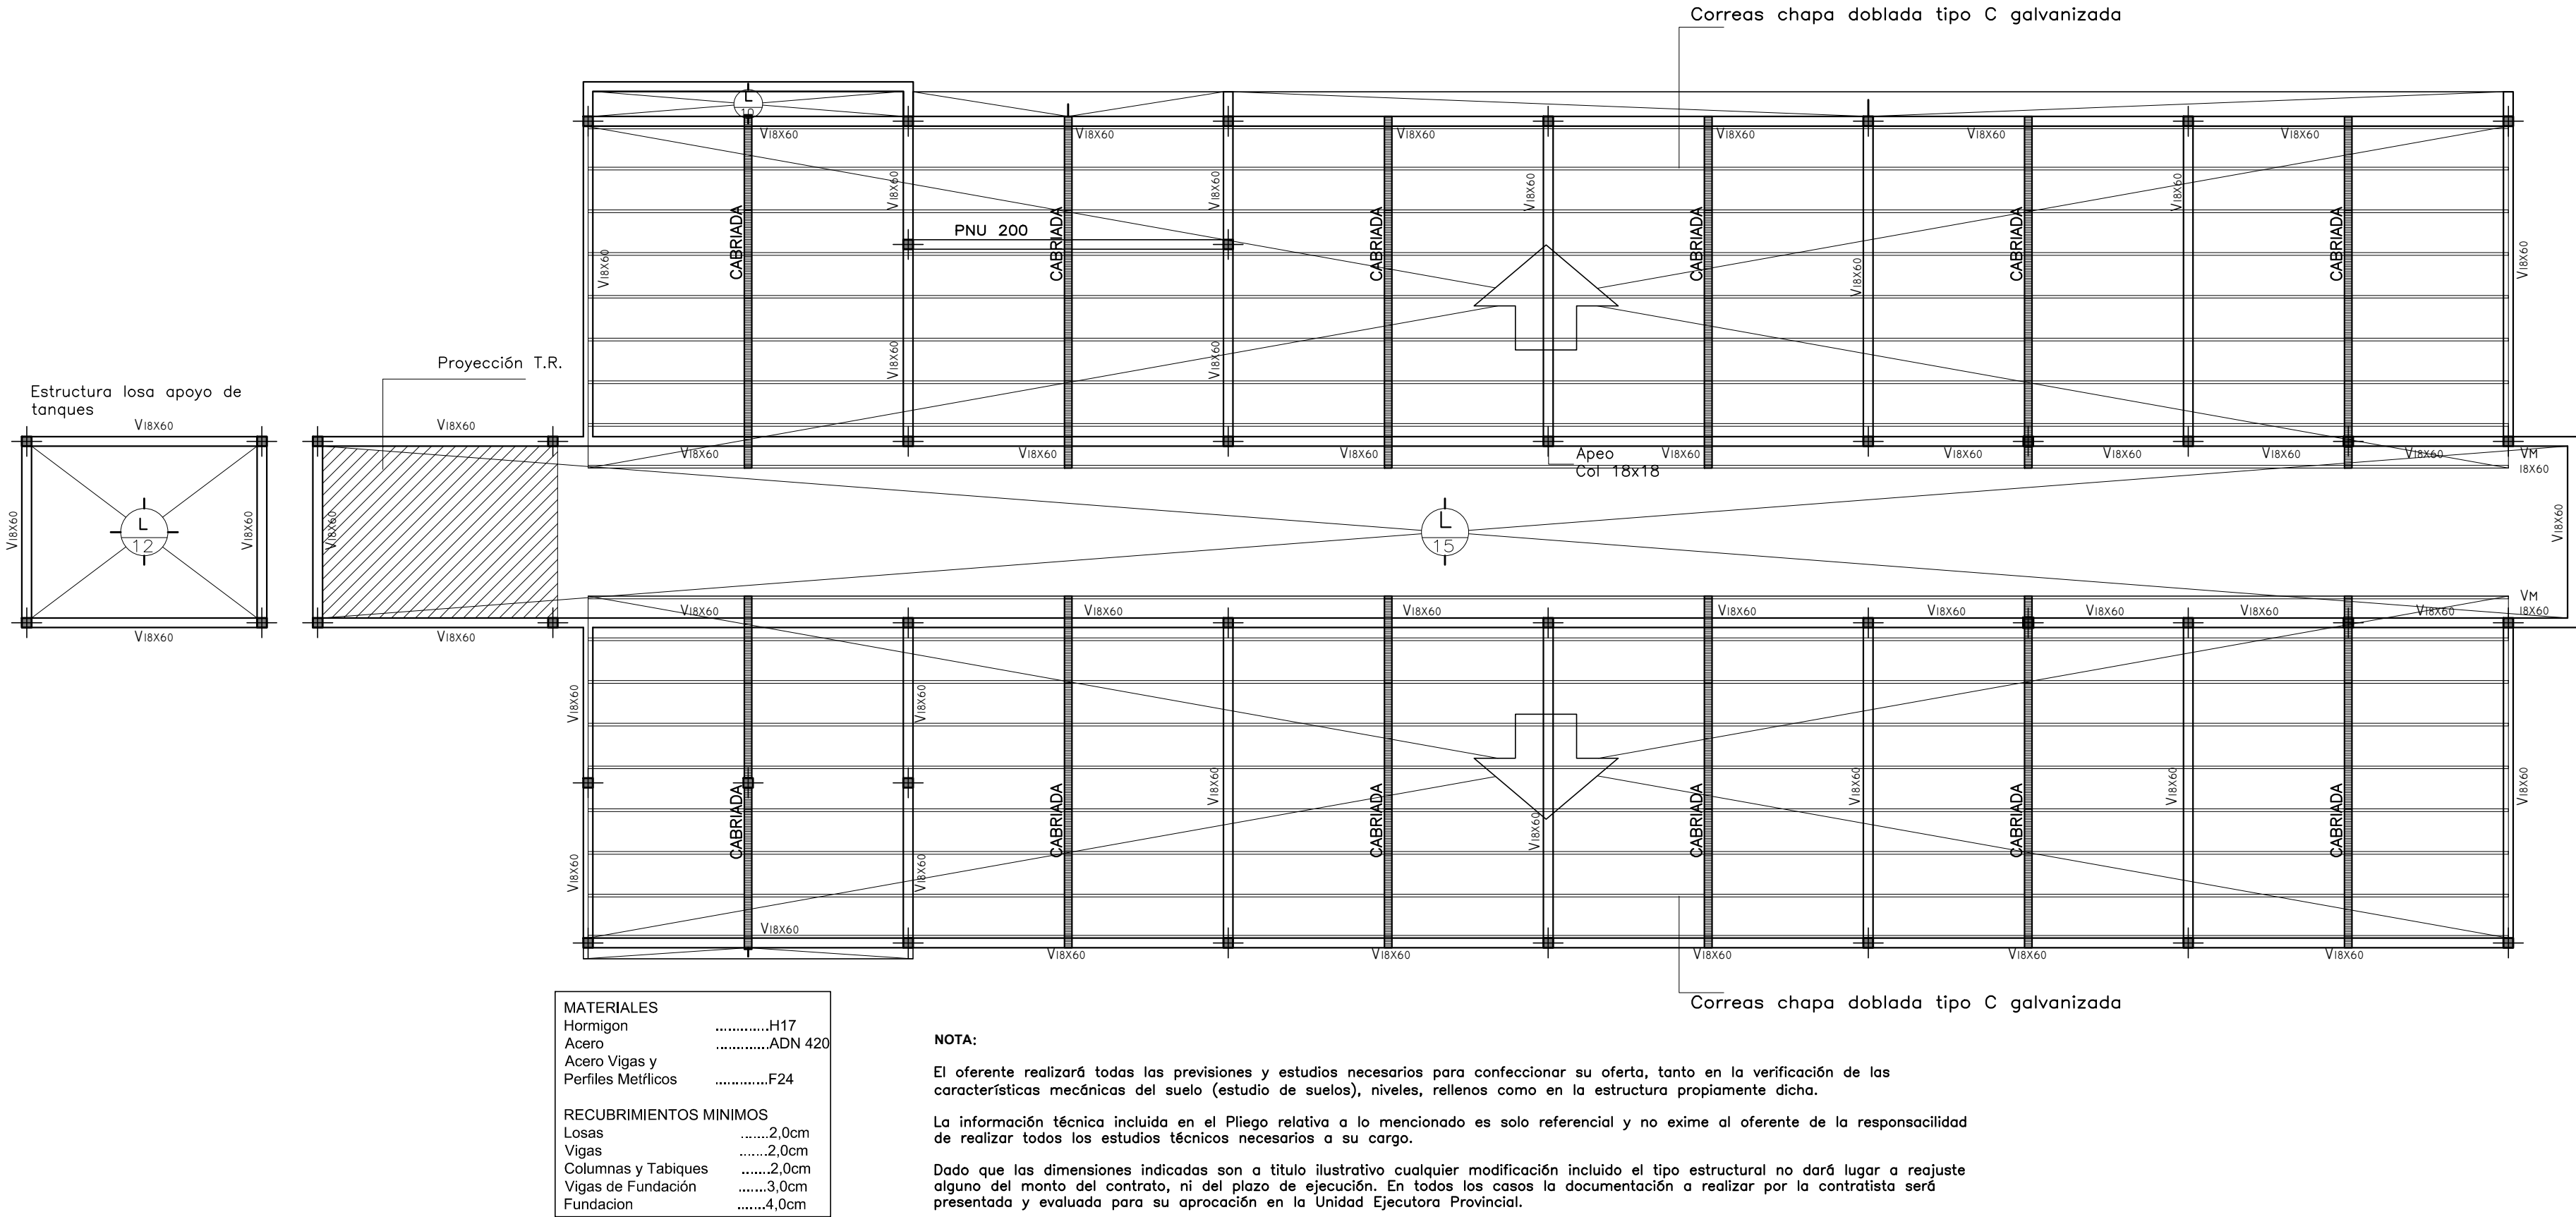 Correas chapa doblada tipo C galvanizada
L
10
V18X60 V18X60 V18X60 V18X60 V18X60 V18X60
V18X60 V18X60 V18X60 V18X60
CABRIADA CABRIADA CABRIADA CABRIADA CABRIADA CABRIADA
PNU 200
V18X60 V18X60 V18X60
V18X60 V18X60
Proyección T.R.
Estructura losa apoyo de
tanques
V18X60 V18X60
V18X60 V18X60 V18X60 V18X60 V18X60 V18X60 V18X60 V18X60
Apeo
Col 18x18
VM
18X60
V18X60 V18X60 V18X60 V18X60
L
12
L
15
VM
18X60
V18X60 V18X60 V18X60 V18X60 V18X60 V18X60 V18X60 V18X60
V18X60 V18X60
V18X60 V18X60
V18X60 V18X60 V18X60 V18X60
CABRIADA CABRIADA CABRIADA CABRIADA CABRIADA CABRIADA
V18X60
V18X60 V18X60
V18X60
V18X60 V18X60 V18X60 V18X60 V18X60
Correas chapa doblada tipo C galvanizada
MATERIALES
Hormigon .............H17
Acero .............ADN 420
Acero Vigas y
Perfiles Metŕlicos .............F24
RECUBRIMIENTOS MINIMOS
Losas .......2,0cm
Vigas .......2,0cm
Columnas y Tabiques .......2,0cm
Vigas de Fundación .......3,0cm
Fundacion .......4,0cm
NOTA:
El oferente realizará todas las previsiones y estudios necesarios para confeccionar su oferta, tanto en la verificación de las
características mecánicas del suelo (estudio de suelos), niveles, rellenos como en la estructura propiamente dicha.
La información técnica incluida en el Pliego relativa a lo mencionado es solo referencial y no exime al oferente de la responsacilidad
de realizar todos los estudios técnicos necesarios a su cargo.
Dado que las dimensiones indicadas son a titulo ilustrativo cualquier modificación incluido el tipo estructural no dará lugar a reajuste
alguno del monto del contrato, ni del plazo de ejecución. En todos los casos la documentación a realizar por la contratista será
presentada y evaluada para su aprocación en la Unidad Ejecutora Provincial.